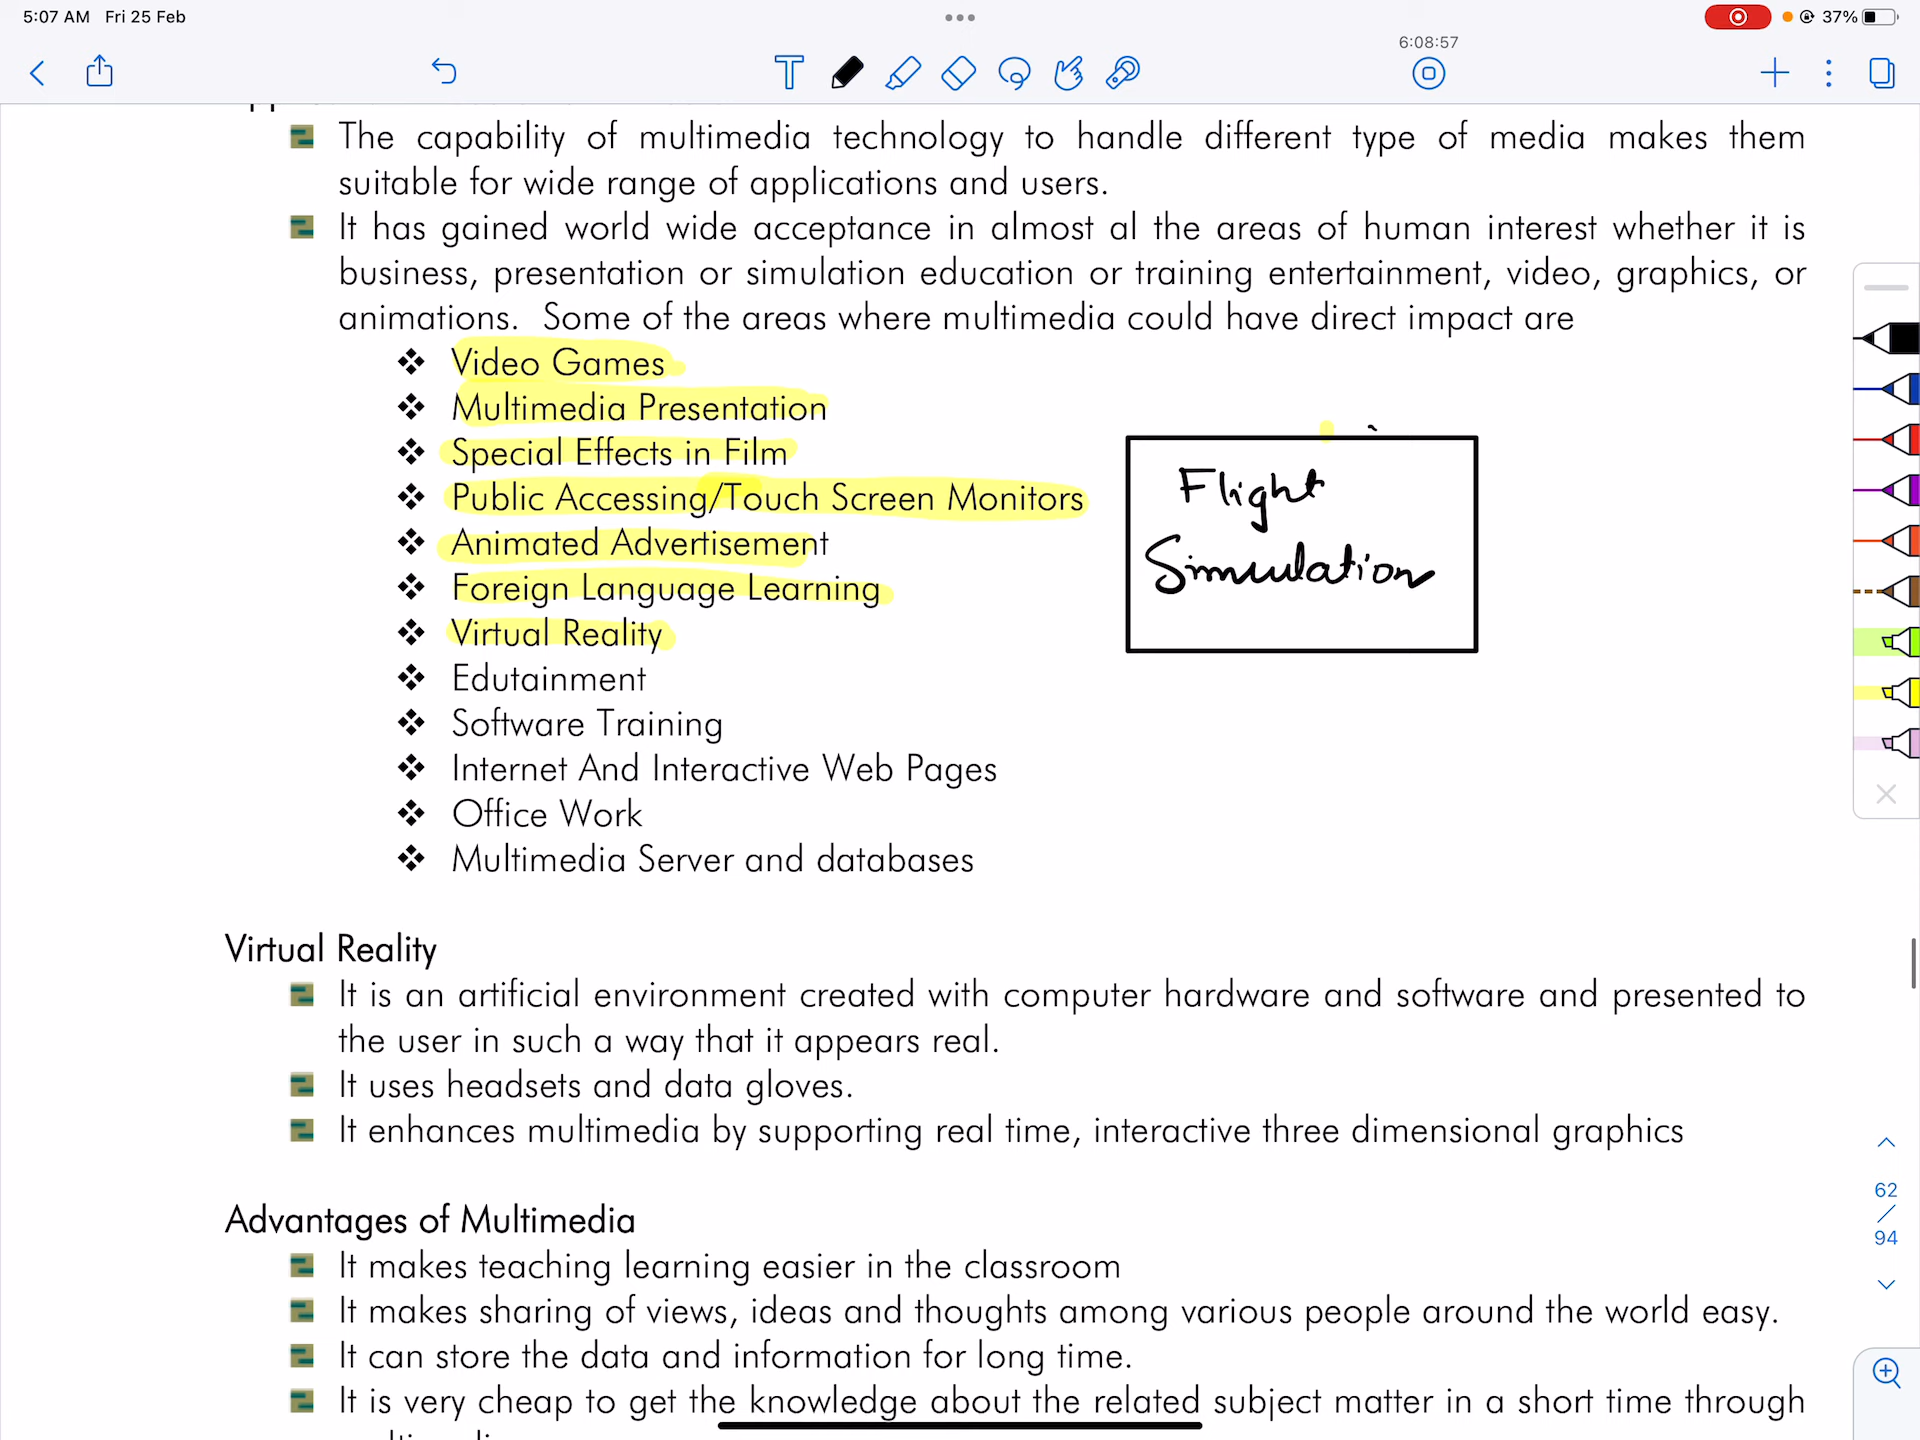 5:07 AM Fri 25 Feb
37%
6:08:57
The capability of multimedia technology to handle different type of media makes them
suitable for wide range of applications and users.
It has gained world wide acceptance in almost al the areas of human interest whether it is
business, presentation or simulation education or training entertainment, video, graphics, or
animations. Some of the areas where multimedia could have direct impact are
❖ Video Games
❖ Multimedia Presentation
❖ Special Effects in Film
❖ Public Accessing/Touch Screen Monitors
❖ Animated Advertisement
❖ Foreign Language Learning
❖ Virtual Reality
❖ Edutainment
❖ Software Training
❖ Internet And Interactive Web Pages
❖ Office Work
❖ Multimedia Server and databases
Flight
Simulation
Virtual Reality
It is an artificial environment created with computer hardware and software and presented to
the user in such a way that it appears real.
It uses headsets and data gloves.
It enhances multimedia by supporting real time, interactive three dimensional graphics
Advantages of Multimedia
It makes teaching learning easier in the classroom
It makes sharing of views, ideas and thoughts among various people around the world easy.
It can store the data and information for long time.
It is very cheap to get the knowledge about the related subject matter in a short time through
62
/
94